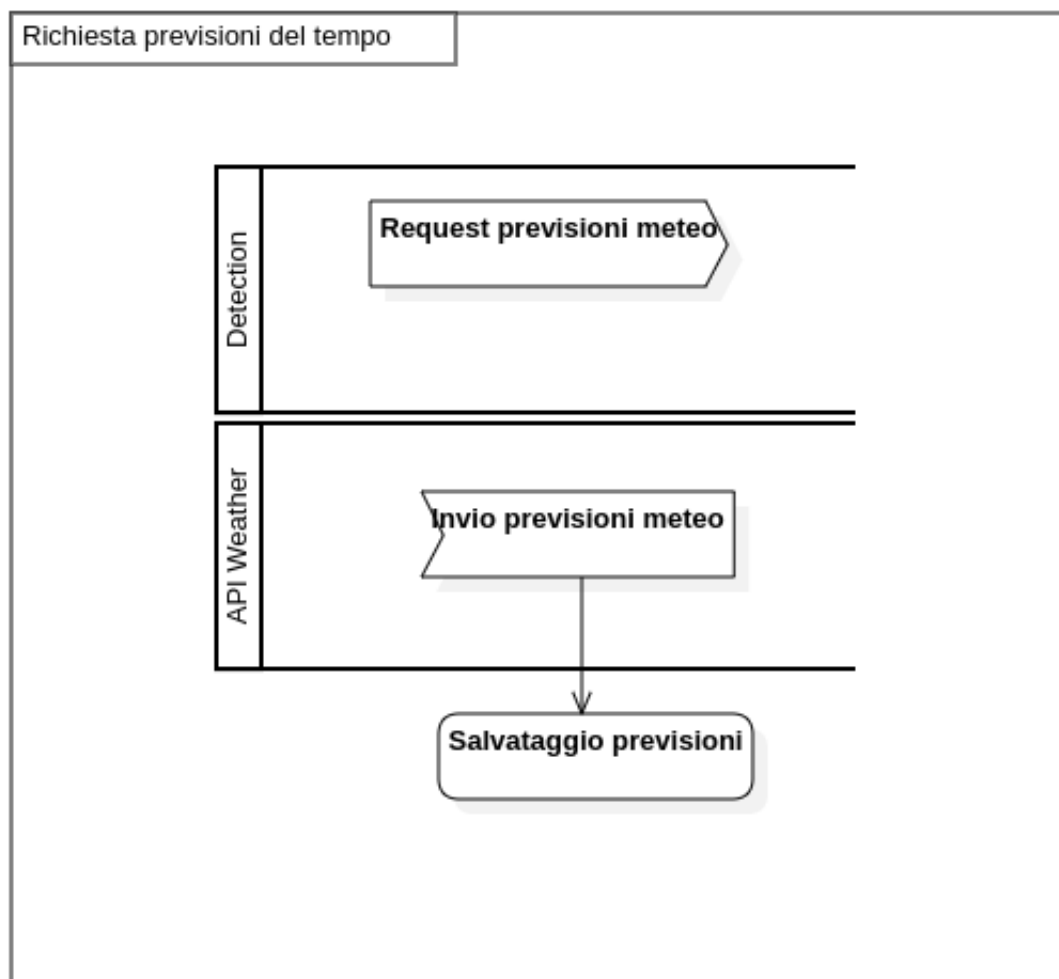 Richiesta previsioni del tempo
Detection
Request previsioni meteo
API Weather
Invio previsioni meteo
Salvataggio previsioni